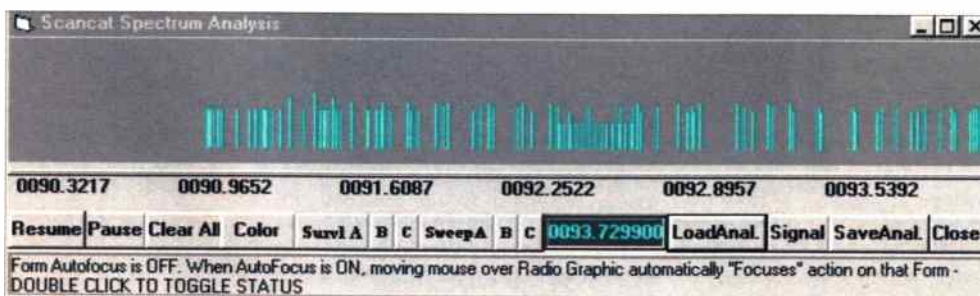 Scancat Spectrum Analysis
0090.3217 0090.9652 0091.6087 0092.2522 0092.8957 0093.5392
Resume Pause Clear All Color Survl A B C SweepA B C 0093.729900 LoadAnal. Signal SaveAnal. Close
Form Autofocus is OFF. When AutoFocus is ON, moving mouse over Radio Graphic automatically "Focuses" action on that Form -
DOUBLE CLICK TO TOGGLE STATUS